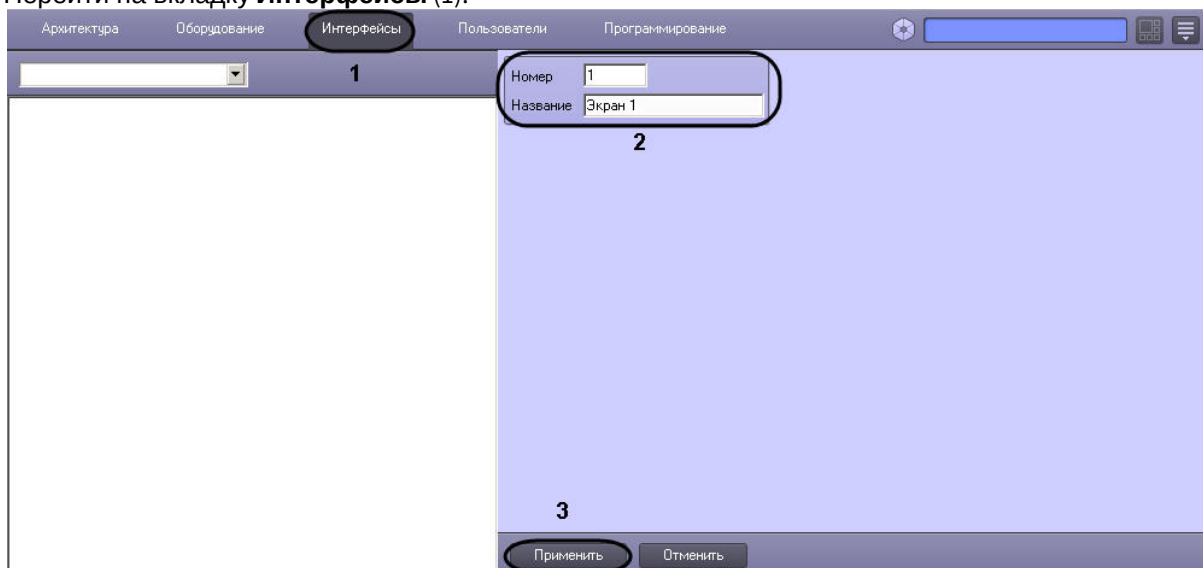 Перейти на вкладку Интерфейсы (1).
Архитектура Оборудование Интерфейсы Пользователи Программирование
1
Номер 1
Название Экран 1
2
3
Применить Отменить